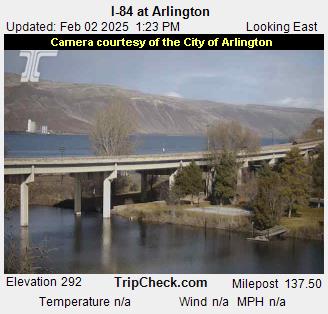 I-84 at Arlington
Updated: Feb 02 2025 1:23 PM Looking East
Camera courtesy of the City of Arlington
Elevation 292 TripCheck.com Milepost 137.50
Temperature n/a Wind n/a MPH n/a